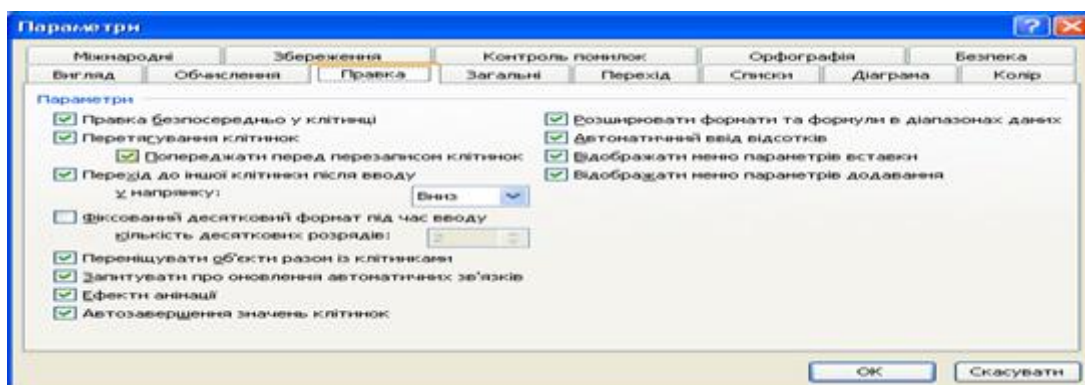 Параметри
Міжнародні Збереження Контроль помилок Орфографія Безпека
Вигляд Обчислення Правка Загальні Перехід Списки Діаграма Колір
Параметри
Правка безпосередньо у клітинці
Перетягування клітинок
Попереджати перед перезаписом клітинок
Перехід до іншої клітинки після вводу
у напрямку: Вниз
Фіксований десятковий формат під час вводу
кількість десяткових розрядів: 2
Переміщувати об'єкти разом із клітинками
Запитувати про оновлення автоматичних зв'язків
Ефекти анімації
Автозавершення значень клітинок
Розширювати формати та формули в діапазонах даних
Автоматичний ввід відсотків
Відображати меню параметрів вставки
Відображати меню параметрів додавання
ОК Скасувати